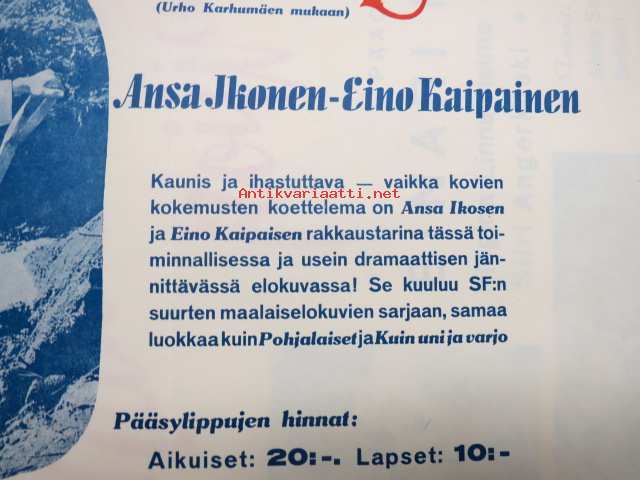 (Urho Karhumäen mukaan)
Ansa Ikonen-Eino Kaipainen
Kaunis ja ihastuttava — vaikka kovien
Antikvariaatti.net
kokemusten koettelema on Ansa Ikosen
ja Eino Kaipaisen rakkaustarina tässä toi-
minnallisessa ja usein dramaattisen jän-
nittävässä elokuvassa! Se kuuluu SF:n
suurten maalaiselokuvien sarjaan, samaa
luokkaa kuin Pohjalaiset ja Kuin uni ja varjo
Pääsylippujen hinnat:
Aikuiset: 20:-. Lapset: 10:-